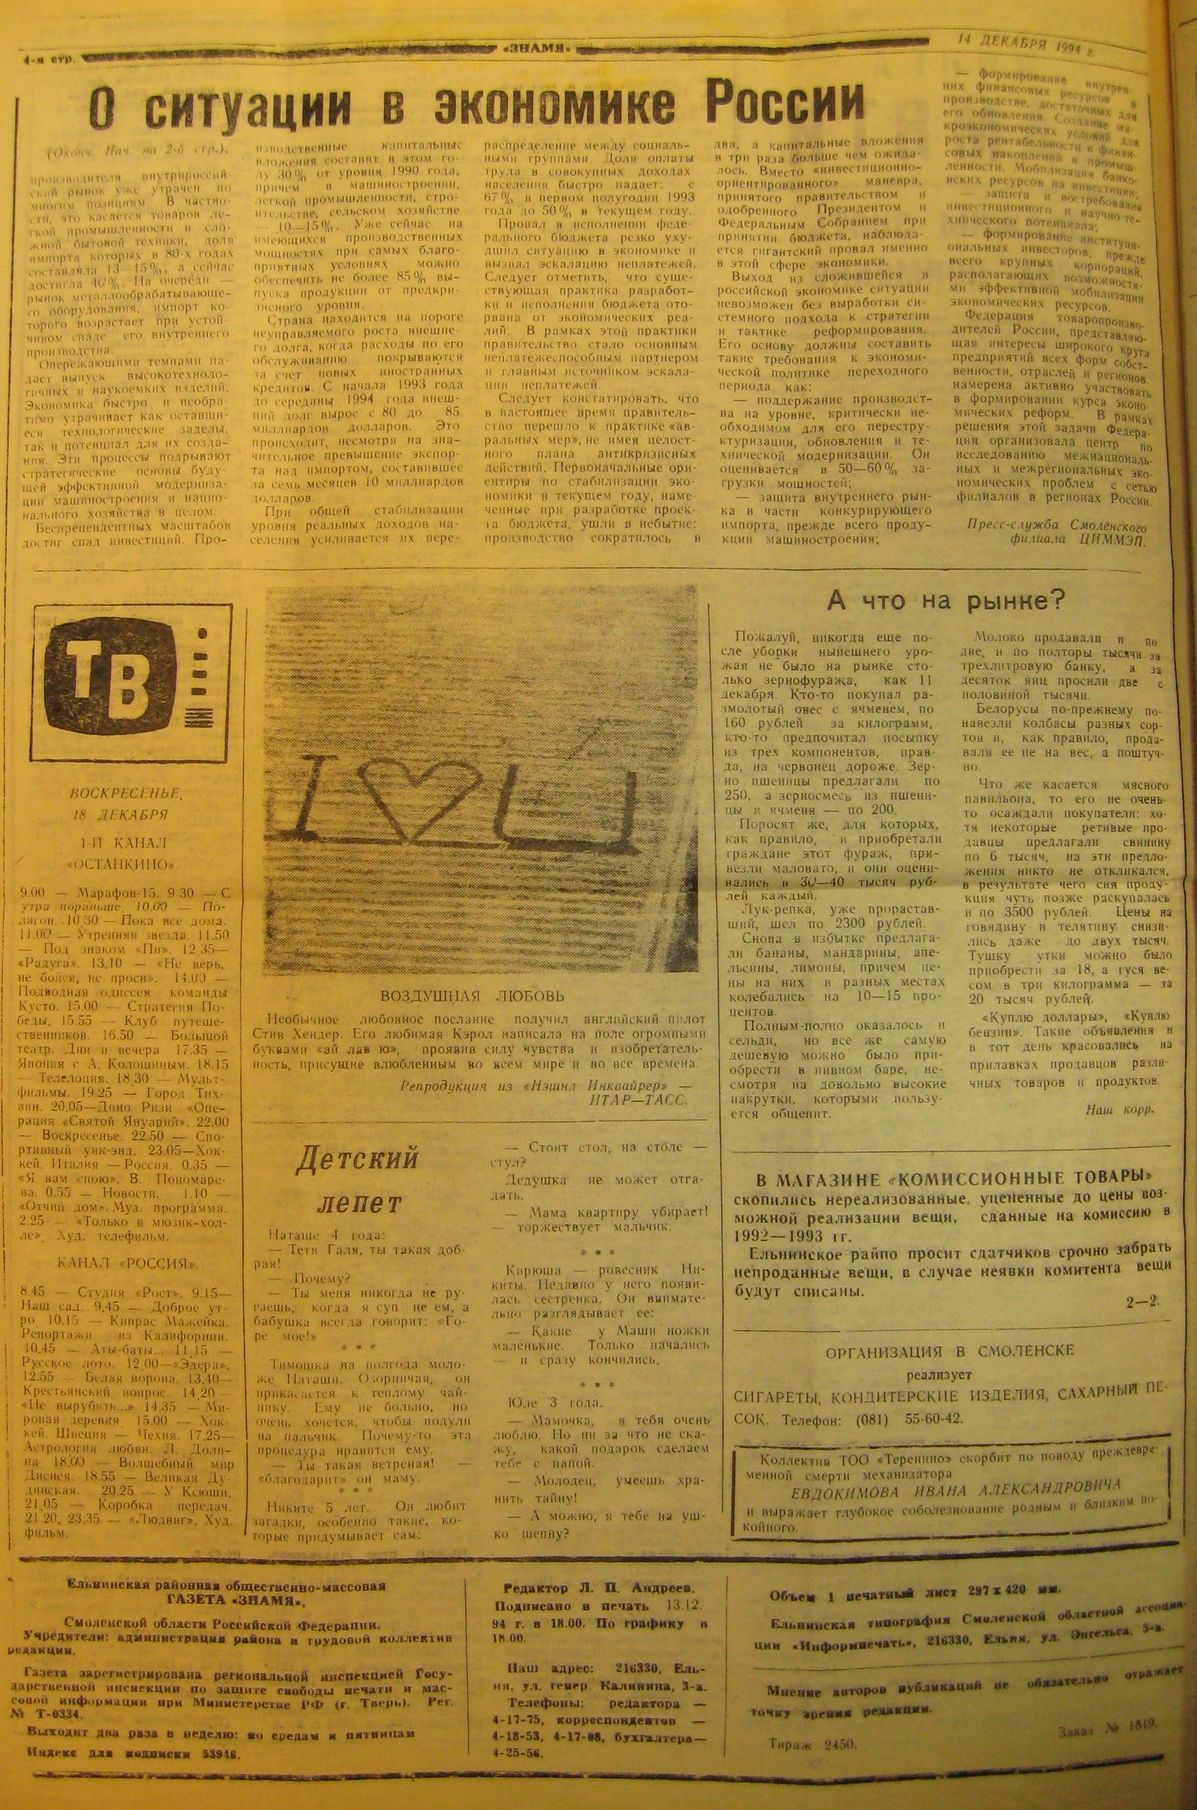 4-я стр.
«ЗНАМЯ»
14 ДЕКАБРЯ 1994 г.
О ситуации в экономике России
(Оконч. Нач. на 2-й стр.).
производителя внутрироссий-
ский рынок уже утрачен по
многим позициям. В частно-
сти, что касается товаров ле-
гкой промышленности и сло-
жной бытовой техники, доля
импорта которых в 80-х годах
составляла 13—15%, а сейчас
достигла 40%. На очереди —
рынок металлообрабатывающе-
го оборудования, импорт ко-
торого возрастает при устой-
чивом спаде его внутреннего
производства.
Опережающими темпами па-
дает выпуск высокотехноло-
гичных и наукоемких изделий.
Экономика быстро и необра-
тимо утрачивает как оставши-
еся технологические заделы,
так и потенциал для их созда-
ния. Эти процессы подрывают
стратегические основы буду-
щей эффективной модерниза-
ции машиностроения и нацио-
нального хозяйства в целом.
Беспрецедентных масштабов
достиг спад инвестиций. Про-
изводственные капитальные
вложения составят в этом го-
ду 30% от уровня 1990 года,
причем в машиностроении,
легкой промышленности, стро-
ительстве, сельском хозяйстве
— 10—15%. Уже сейчас на
имеющихся производственных
мощностях при самых благо-
приятных условиях можно
обеспечить не более 85% вы-
пуска продукции от предкри-
зисного уровня.
Страна находится на пороге
неуправляемого роста внешне-
го долга, когда расходы по его
обслуживанию покрываются
за счет новых иностранных
кредитов. С начала 1993 года
до середины 1994 года внеш-
ний долг вырос с 80 до 85
миллиардов долларов. Это
происходит, несмотря на зна-
чительное превышение экспор-
та над импортом, составившее
за семь месяцев 10 миллиардов
долларов.
При общей стабилизации
уровня реальных доходов на-
селения усиливается их пере-
распределение между социаль-
ными группами. Доля оплаты
труда в совокупных доходах
населения быстро падает: с
67% в первом полугодии 1993
года до 50% в текущем году.
Провал в исполнении феде-
рального бюджета резко уху-
дшил ситуацию в экономике и
вызвал эскалацию неплатежей.
Следует отметить, что суще-
ствующая практика разработ-
ки и исполнения бюджета ото-
рвана от экономических реа-
лий. В рамках этой практики
правительство стало основным
неплатежеспособным партнером
и главным источником эскала-
ции неплатежей.
Следует констатировать, что
в настоящее время правитель-
ство перешло к практике «ав-
ральных мер», не имея целост-
ного плана антикризисных
действий. Первоначальные ори-
ентиры по стабилизации эко-
номики в текущем году, наме-
ченные при разработке проек-
та бюджета, ушли в небытие:
производство сократилось в
два, а капитальные вложения
в три раза больше чем ожида-
лось. Вместо «инвестиционно-
ориентированного» маневра,
принятого правительством и
одобренного Президентом и
Федеральным Собранием при
принятии бюджета, наблюда-
ется гигантский провал именно
в этой сфере экономики.
Выход из сложившейся в
российской экономике ситуации
невозможен без выработки си-
стемного подхода к стратегии
и тактике реформирования.
Его основу должны составить
такие требования к экономи-
ческой политике переходного
периода как:
— поддержание производст-
ва на уровне, критически не-
обходимом для его перестру-
ктуризации, обновления и те-
хнической модернизации. Он
оценивается в 50—60% за-
грузки мощностей;
— защита внутреннего рын-
ка в части конкурирующего
импорта, прежде всего проду-
кции машиностроения;
— формирование внутрен-
них финансовых ресурсов в
производстве, достаточных для
его обновления. Создание ма-
кроэкономических условий для
роста рентабельности и финан-
совых накоплений в промыш-
ленности. Мобилизация банко-
вских ресурсов на инвестиции;
— защита и востребование
инвестиционного и научно-те-
хнического потенциала;
— формирование институци-
ональных инвесторов, прежде
всего крупных корпораций,
располагающих возможностя-
ми эффективной мобилизации
экономических ресурсов.
Федерация товаропроизво-
дителей России, представляю-
щая интересы широкого круга
предприятий всех форм собст-
венности, отраслей и регионов,
намерена активно участвовать
в формировании курса эконо-
мических реформ. В рамках
решения этой задачи Федера-
ция организовала центр по
исследованию межнациональ-
ных и межрегиональных эко-
номических проблем с сетью
филиалов в регионах России.
Пресс-служба Смоленского
филиала ЦИММЭП.
ТВ
ВОСКРЕСЕНЬЕ,
18 ДЕКАБРЯ
1-Й КАНАЛ
«ОСТАНКИНО».
9.00 — Марафон-15. 9.30 — С
утра пораньше. 10.00 — По-
лигон. 10.30 — Пока все дома.
11.00 — Утренняя звезда. 11.50
— Под знаком «Пи». 12.35—
«Радуга». 13.10 — «Не верь,
не бойся, не проси». 14.00 —
Подводная одиссея команды
Кусто. 15.00 — Стратегия По-
беды. 15.55 — Клуб путеше-
ственников. 16.50 — Большой
театр. Дни и вечера 17.35 —
Япония с А. Колошиным. 18.15
— Телелоция. 18.30 — Мульт-
фильмы. 19.25 — Город Тих-
вин. 20.05—Дино Ризи «Опе-
рация «Святой Януарий». 22.00
— Воскресенье. 22.50 — Спо-
ртивный уик-энд. 23.05—Хок-
кей. Италия — Россия. 0.35 —
«Я вам спою». В. Пономаре-
ва. 0.55 — Новости. 1.10 —
«Отчий дом». Муз. программа.
2.25 — «Только в мюзик-хол-
ле». Худ. телефильм.
КАНАЛ «РОССИЯ».
8.45 — Студия «Рост». 9.15—
Наш сад. 9.45 — Доброе ут-
ро. 10.15 — Кипрас Мажейка.
Репортажи из Калифорнии.
10.45 — Аты-баты... 11.15 —
Русское лото. 12.00—«Эдера».
12.55 — Белая ворона. 13.40—
Крестьянский вопрос. 14.20 —
«Не вырубить...» 14.35 — Ми-
ровая деревня. 15.00 — Хок-
кей. Швеция — Чехия. 17.25—
Астрология любви. Л. Доли-
на 18.00 — Волшебный мир
Диснея. 18.55 — Великая Ду-
динская. 20.25 — У Ксюши.
21.05 — Коробка передач.
21.20, 23.35 — «Людвиг». Худ.
фильм.
I ♥ U
ВОЗДУШНАЯ ЛЮБОВЬ
Необычное любовное послание получил английский пилот
Стив Хендер. Его любимая Кэрол написала на поле огромными
буквами «ай лав ю», проявив силу чувства и изобретатель-
ность, присущие влюбленным во всем мире и во все времена.
Репродукция из «Нэшнл Инквайрер» —
ИТАР—ТАСС.
Детский
лепет
Наташе 4 года:
— Тетя Галя, ты такая доб-
рая!
— Почему?
— Ты меня никогда не ру-
гаешь, когда я суп не ем, а
бабушка всегда говорит: «Го-
ре мое!»
* * *
Тимошка на полгода моло-
же Наташи. Озорничая, он
прикасается к теплому чай-
нику. Ему не больно, но
очень хочется, чтобы подули
на пальчик. Почему-то эта
процедура нравится ему.
— Ты такая ветреная! —
«благодарит» он маму.
* * *
Никите 5 лет. Он любит
загадки, особенно такие, ко-
торые придумывает сам:
— Стоит стол, на столе —
стул?
Дедушка не может отга-
дать.
— Мама квартиру убирает!
— торжествует мальчик.
* * *
Кирюша — ровесник Ни-
киты. Недавно у него появи-
лась сестренка. Он внимате-
льно разглядывает ее:
— Какие у Маши ножки
маленькие. Только начались
— и сразу кончились.
* * *
Юле 3 года.
— Мамочка, я тебя очень
люблю. Но ни за что не ска-
жу, какой подарок сделаем
тебе с папой.
— Молодец, умеешь хра-
нить тайну!
— А можно, я тебе на уш-
ко шепну?
А что на рынке?
Пожалуй, никогда еще по-
сле уборки нынешнего уро-
жая не было на рынке сто-
лько зернофуража, как 11
декабря. Кто-то покупал ра-
змолотый овес с ячменем, по
160 рублей за килограмм,
кто-то предпочитал посыпку
из трех компонентов, прав-
да, на червонец дороже. Зер-
но пшеницы предлагали по
250, а зерносмесь из пшени-
цы и ячменя — по 200.
Поросят же, для которых,
как правило, и приобретали
граждане этот фураж, при-
везли маловато, и они оцени-
вались в 30—40 тысяч руб-
лей каждый.
Лук-репка, уже прорастав-
ший, шел по 2300 рублей.
Снова в избытке предлага-
ли бананы, мандарины, апе-
льсины, лимоны, причем це-
ны на них в разных местах
колебались на 10—15 про-
центов.
Полным-полно оказалось и
сельди, но все же самую
дешевую можно было при-
обрести в пивном баре, не-
смотря на довольно высокие
накрутки, которыми пользу-
ется общепит.
Молоко продавали и по
две, и по полторы тысячи за
трехлитровую банку, а за
десяток яиц просили две с
половиной тысячи.
Белорусы по-прежнему по-
навезли колбасы разных сор-
тов и, как правило, прода-
вали ее не на вес, а поштуч-
но.
Что же касается мясного
павильона, то его не очень-
то осаждали покупатели: хо-
тя некоторые ретивые про-
давцы предлагали свинину
по 6 тысяч, на эти предло-
жения никто не откликался,
в результате чего сия проду-
кция чуть позже раскупалась
и по 3500 рублей. Цены на
говядину и телятину снизи-
лись даже до двух тысяч.
Тушку утки можно было
приобрести за 18, а гуся ве-
сом в три килограмма — за
20 тысяч рублей.
«Куплю доллары», «Куплю
бензин». Такие объявления и
в тот день красовались на
прилавках продавцов разли-
чных товаров и продуктов.
Наш корр.
В МАГАЗИНЕ «КОМИССИОННЫЕ ТОВАРЫ»
скопились нереализованные, уцененные до цены воз-
можной реализации вещи, сданные на комиссию в
1992—1993 гг.
Ельнинское райпо просит сдатчиков срочно забрать
непроданные вещи, в случае неявки комитента вещи
будут списаны.
2—2.
ОРГАНИЗАЦИЯ В СМОЛЕНСКЕ
реализует
СИГАРЕТЫ, КОНДИТЕРСКИЕ ИЗДЕЛИЯ, САХАРНЫЙ ПЕ-
СОК. Телефон: (081) 55-60-42.
Коллектив ТОО «Теренино» скорбит по поводу преждевре-
менной смерти механизатора
ЕВДОКИМОВА ИВАНА АЛЕКСАНДРОВИЧА
и выражает глубокое соболезнование родным и близким по-
койного.
Ельнинская районная общественно-массовая
ГАЗЕТА «ЗНАМЯ»,
Смоленской области Российской Федерации.
Учредители: администрация района и трудовой коллектив
редакции.
Газета зарегистрирована региональной инспекцией Госу-
дарственной инспекции по защите свободы печати и мас-
совой информации при Министерстве РФ (г. Тверь). Рег.
№ Т-0334.
Выходит два раза в неделю: по средам и пятницам
Индекс для подписки 53946.
Редактор Л. П. Андреев.
Подписано в печать 13.12.
94 г. в 18.00. По графику в
18.00.
Наш адрес: 216330, Ель-
ня, ул. генер. Калинина, 3-а.
Телефоны: редактора —
4-17-75, корреспондентов —
4-18-53, 4-17-08, бухгалтера—
4-25-56.
Объем 1 печатный лист 297х420 мм.
Ельнинская типография Смоленской областной ассоциа-
ции «Информпечать», 216330, Ельня, ул. Энгельса, 5-а.
Мнение авторов публикаций не обязательно отражает
точку зрения редакции.
Заказ № 1819.
Тираж 2450.